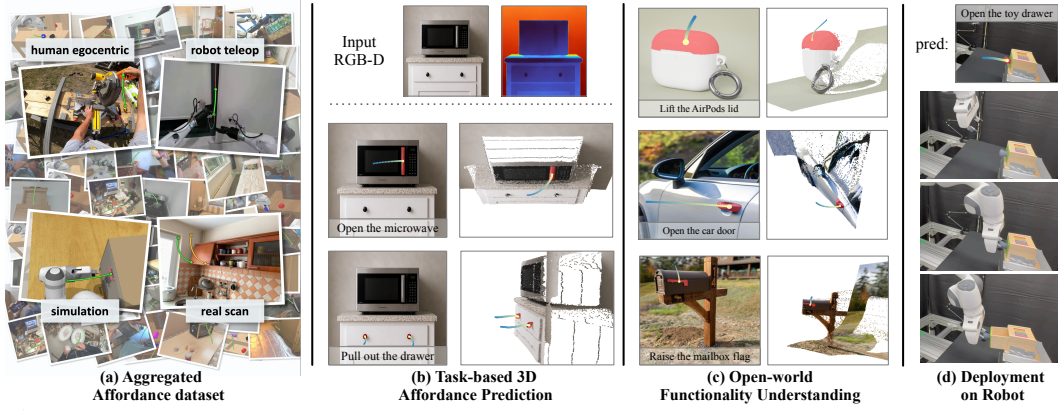 human egocentric
robot teleop
simulation
real scan
(a) Aggregated
Affordance dataset
Input
RGB-D
Open the microwave
Pull out the drawer
(b) Task-based 3D
Affordance Prediction
Lift the AirPods lid
Open the car door
Raise the mailbox flag
(c) Open-world
Functionality Understanding
Open the toy drawer
pred:
(d) Deployment
on Robot